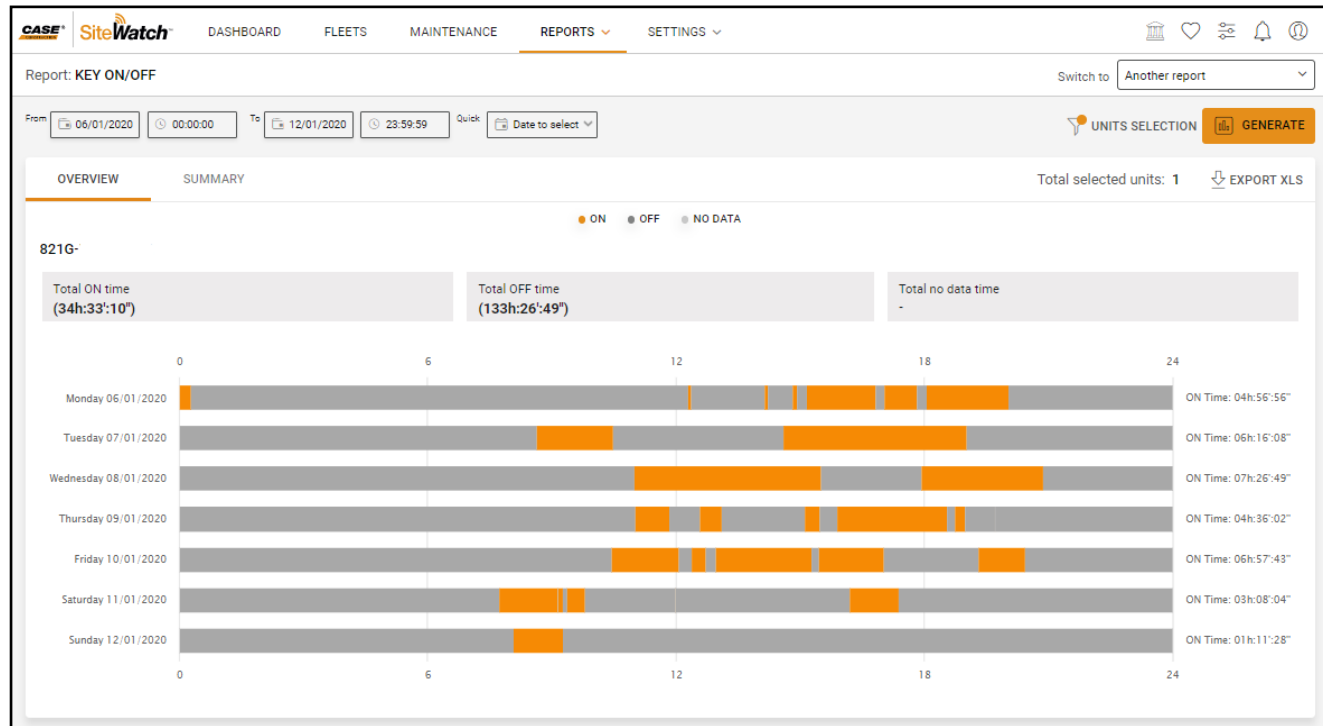 CASE SiteWatch DASHBOARD FLEETS MAINTENANCE REPORTS SETTINGS
Report: KEY ON/OFF Switch to Another report
From 06/01/2020 00:00:00 To 12/01/2020 23:59:59 Quick Date to select UNITS SELECTION GENERATE
OVERVIEW SUMMARY Total selected units: 1 EXPORT XLS
ON OFF NO DATA
821G-
Total ON time Total OFF time Total no data time
(34h:33':10") (133h:26':49") -
0 6 12 18 24
Monday 06/01/2020 ON Time: 04h:56':56"
Tuesday 07/01/2020 ON Time: 06h:16':08"
Wednesday 08/01/2020 ON Time: 07h:26':49"
Thursday 09/01/2020 ON Time: 04h:36':02"
Friday 10/01/2020 ON Time: 06h:57':43"
Saturday 11/01/2020 ON Time: 03h:08':04"
Sunday 12/01/2020 ON Time: 01h:11':28"
0 6 12 18 24